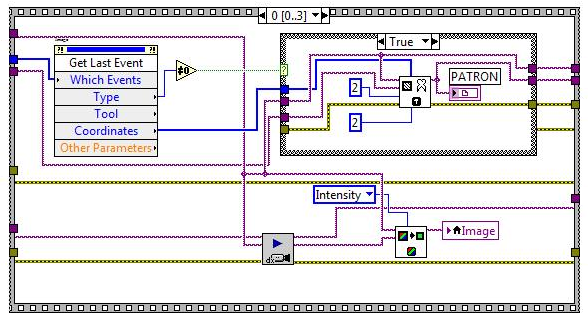 0 [0..3]
Get Last Event
Which Events
Type
Tool
Coordinates
Other Parameters
≠0
?
True
2
2
PATRON
Intensity
Image